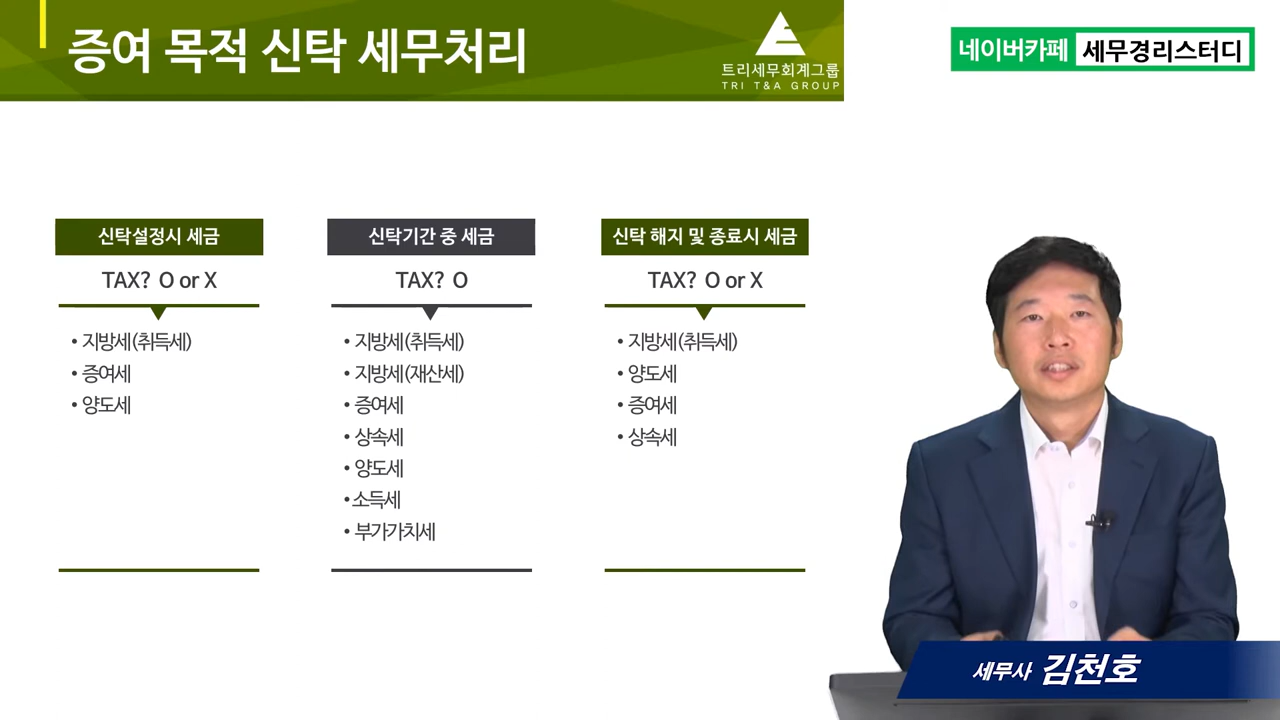 증여 목적 신탁 세무처리
트리세무회계그룹
TRI T&A GROUP
네이버카페 세무경리스터디
신탁설정시 세금
TAX? O or X
• 지방세(취득세)
• 증여세
• 양도세
신탁기간 중 세금
TAX? O
• 지방세(취득세)
• 지방세(재산세)
• 증여세
• 상속세
• 양도세
• 소득세
• 부가가치세
신탁 해지 및 종료시 세금
TAX? O or X
• 지방세(취득세)
• 양도세
• 증여세
• 상속세
세무사 김천호